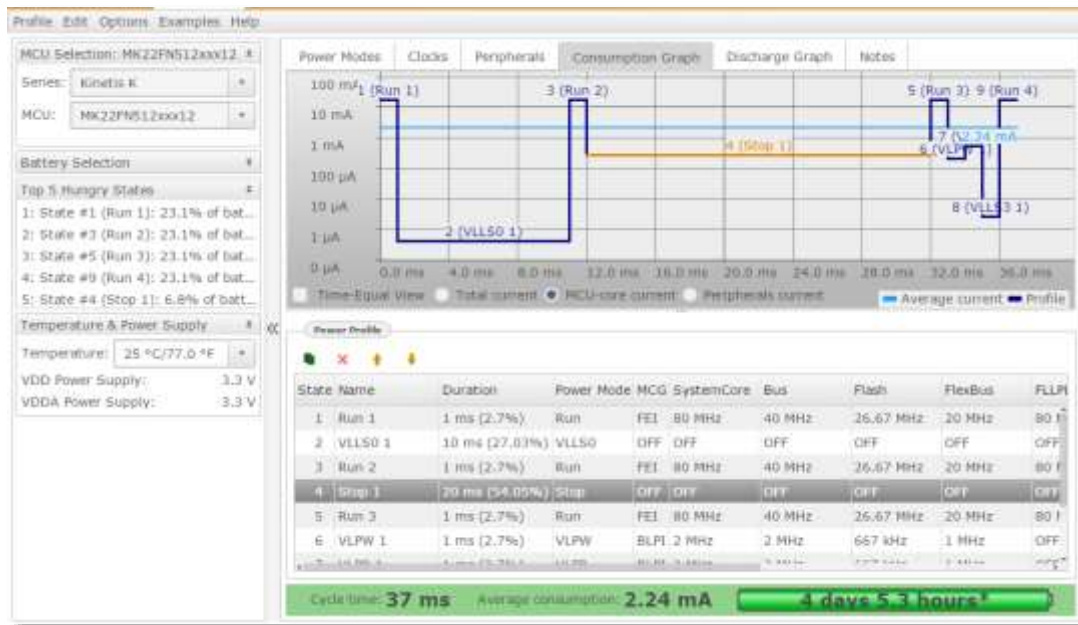 Profile Edit Options Examples Help
MCU Selection: MK22FN512xxx12
Series: Kinetis K
MCU: MK22FN512xxx12
Battery Selection
Top 5 Hungry States
1: State #1 (Run 1): 23.1% of bat...
2: State #3 (Run 2): 23.1% of bat...
3: State #5 (Run 3): 23.1% of bat...
4: State #9 (Run 4): 23.1% of bat...
5: State #4 (Stop 1): 6.8% of batt...
Temperature & Power Supply
Temperature: 25 °C/77.0 °F
VDD Power Supply: 3.3 V
VDDA Power Supply: 3.3 V
Power Modes Clocks Peripherals Consumption Graph Discharge Graph Notes
100 mA 1 (Run 1) 3 (Run 2) 5 (Run 3) 9 (Run 4)
10 mA
2.24 mA
1 mA 4 (Stop 1) 6 (VLPW 1)
100 µA
10 µA 8 (VLLS3 1)
1 µA 2 (VLLS0 1)
0 µA 0.0 ms 4.0 ms 8.0 ms 12.0 ms 16.0 ms 20.0 ms 24.0 ms 28.0 ms 32.0 ms 36.0 ms
Time-Equal View Total current MCU-core current Peripherals current Average current Profile
Power Profile
State Name Duration Power Mode MCG SystemCore Bus Flash FlexBus FLLPL
1 Run 1 1 ms (2.7%) Run FEI 80 MHz 40 MHz 26.67 MHz 20 MHz 80 M
2 VLLS0 1 10 ms (27.03%) VLLS0 OFF OFF OFF OFF OFF OFF
3 Run 2 1 ms (2.7%) Run FEI 80 MHz 40 MHz 26.67 MHz 20 MHz 80 M
4 Stop 1 20 ms (54.05%) Stop OFF OFF OFF OFF OFF OFF
5 Run 3 1 ms (2.7%) Run FEI 80 MHz 40 MHz 26.67 MHz 20 MHz 80 M
6 VLPW 1 1 ms (2.7%) VLPW BLPI 2 MHz 2 MHz 667 kHz 1 MHz OFF
Cycle time: 37 ms Average consumption: 2.24 mA 4 days 5.3 hours*